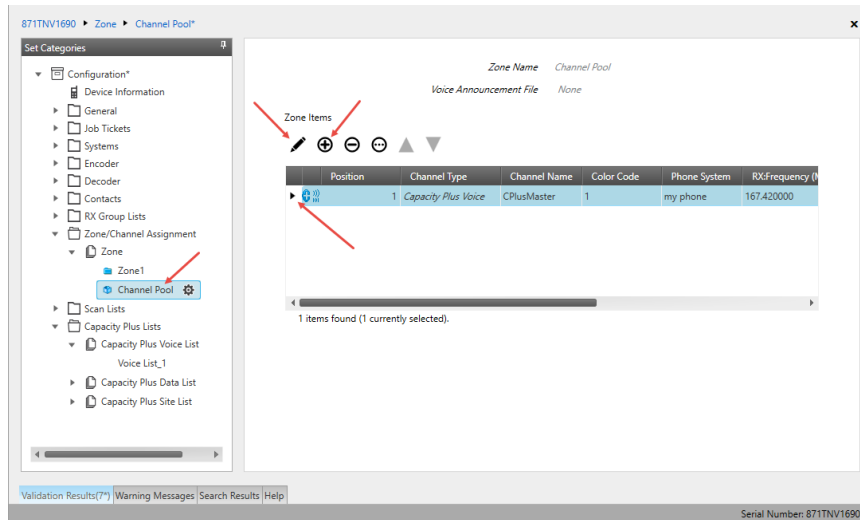 871TNV1690 Zone Channel Pool*
Set Categories
Configuration*
Device Information
General
Job Tickets
Systems
Encoder
Decoder
Contacts
RX Group Lists
Zone/Channel Assignment
Zone
Zone1
Channel Pool
Scan Lists
Capacity Plus Lists
Capacity Plus Voice List
Voice List_1
Capacity Plus Data List
Capacity Plus Site List
Zone Name Channel Pool
Voice Announcement File None
Zone Items
Position Channel Type Channel Name Color Code Phone System RX:Frequency (M
1 Capacity Plus Voice CPlusMaster 1 my phone 167.420000
1 items found (1 currently selected).
Validation Results(7*) Warning Messages Search Results Help
Serial Number: 871TNV1690